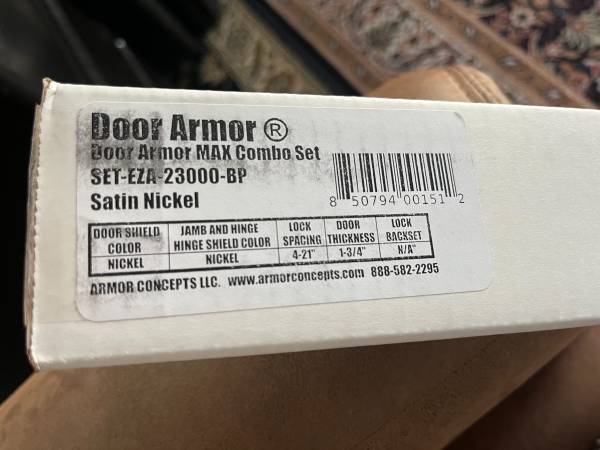 Door Armor ®
Door Armor MAX Combo Set
SET-EZA-23000-BP
Satin Nickel
8 50794 00151 2
DOOR SHIELD COLOR JAMB AND HINGE HINGE SHIELD COLOR LOCK SPACING DOOR THICKNESS LOCK BACKSET
NICKEL NICKEL 4-21" 1-3/4" N/A"
ARMOR CONCEPTS LLC. www.armorconcepts.com 888-582-2295